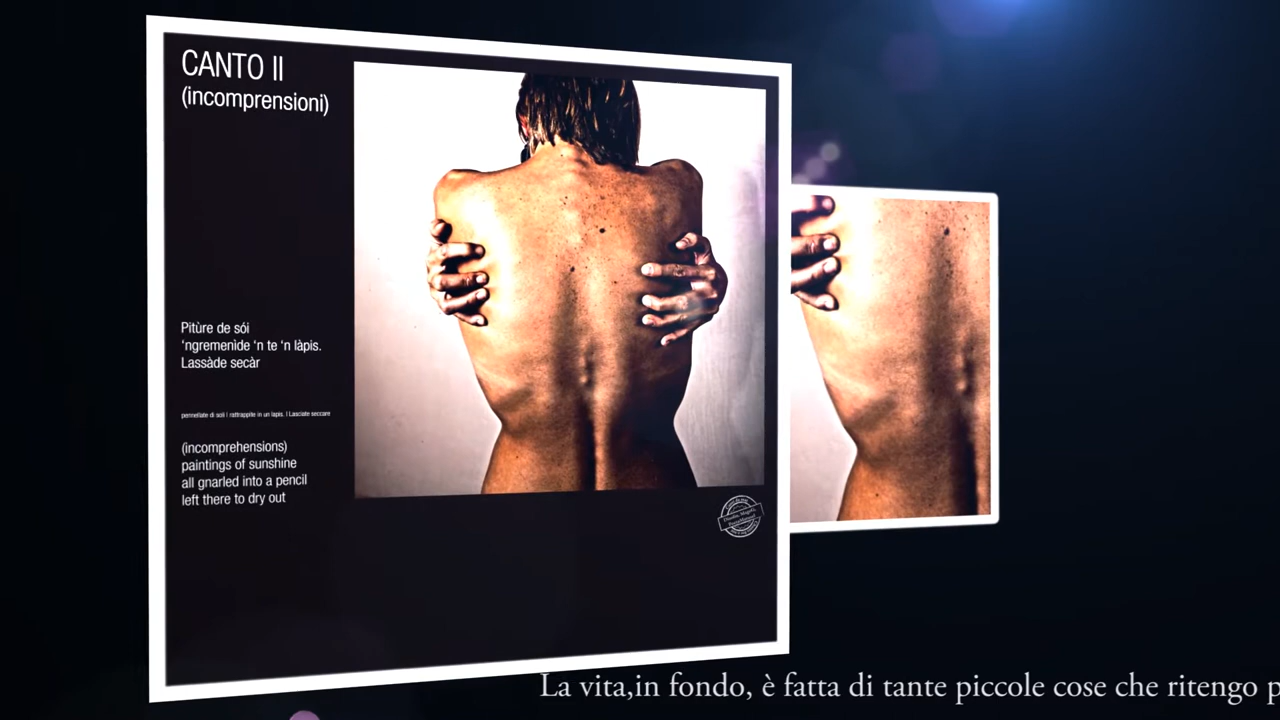 CANTO II
(incomprensioni)
Pitùre de sói
'ngremenìde 'n te 'n làpis.
Lassàde secàr
pennellate di soli | rattrappite in un lapis. | Lasciate seccare
(incomprehensions)
paintings of sunshine
all gnarled into a pencil
left there to dry out
La vita,in fondo, è fatta di tante piccole cose che ritengo p